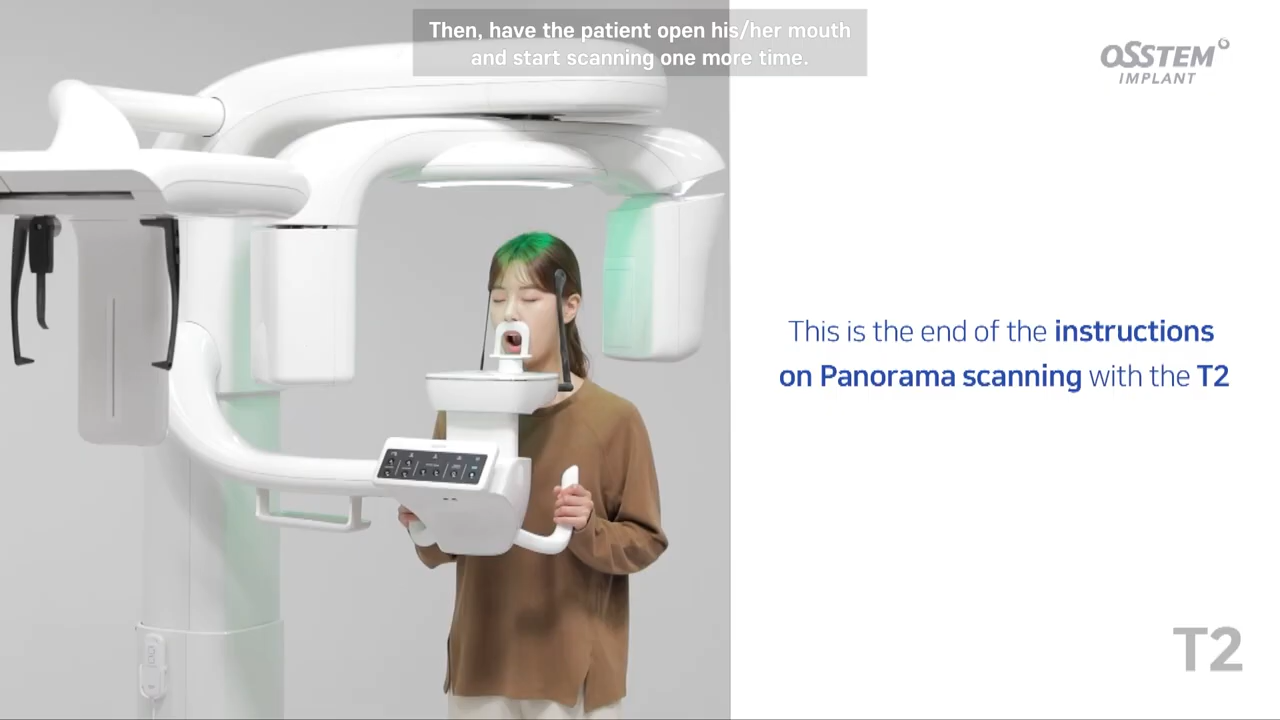 Then, have the patient open his/her mouth
and start scanning one more time.
OSSTEM
IMPLANT
This is the end of the instructions
on Panorama scanning with the T2
T2